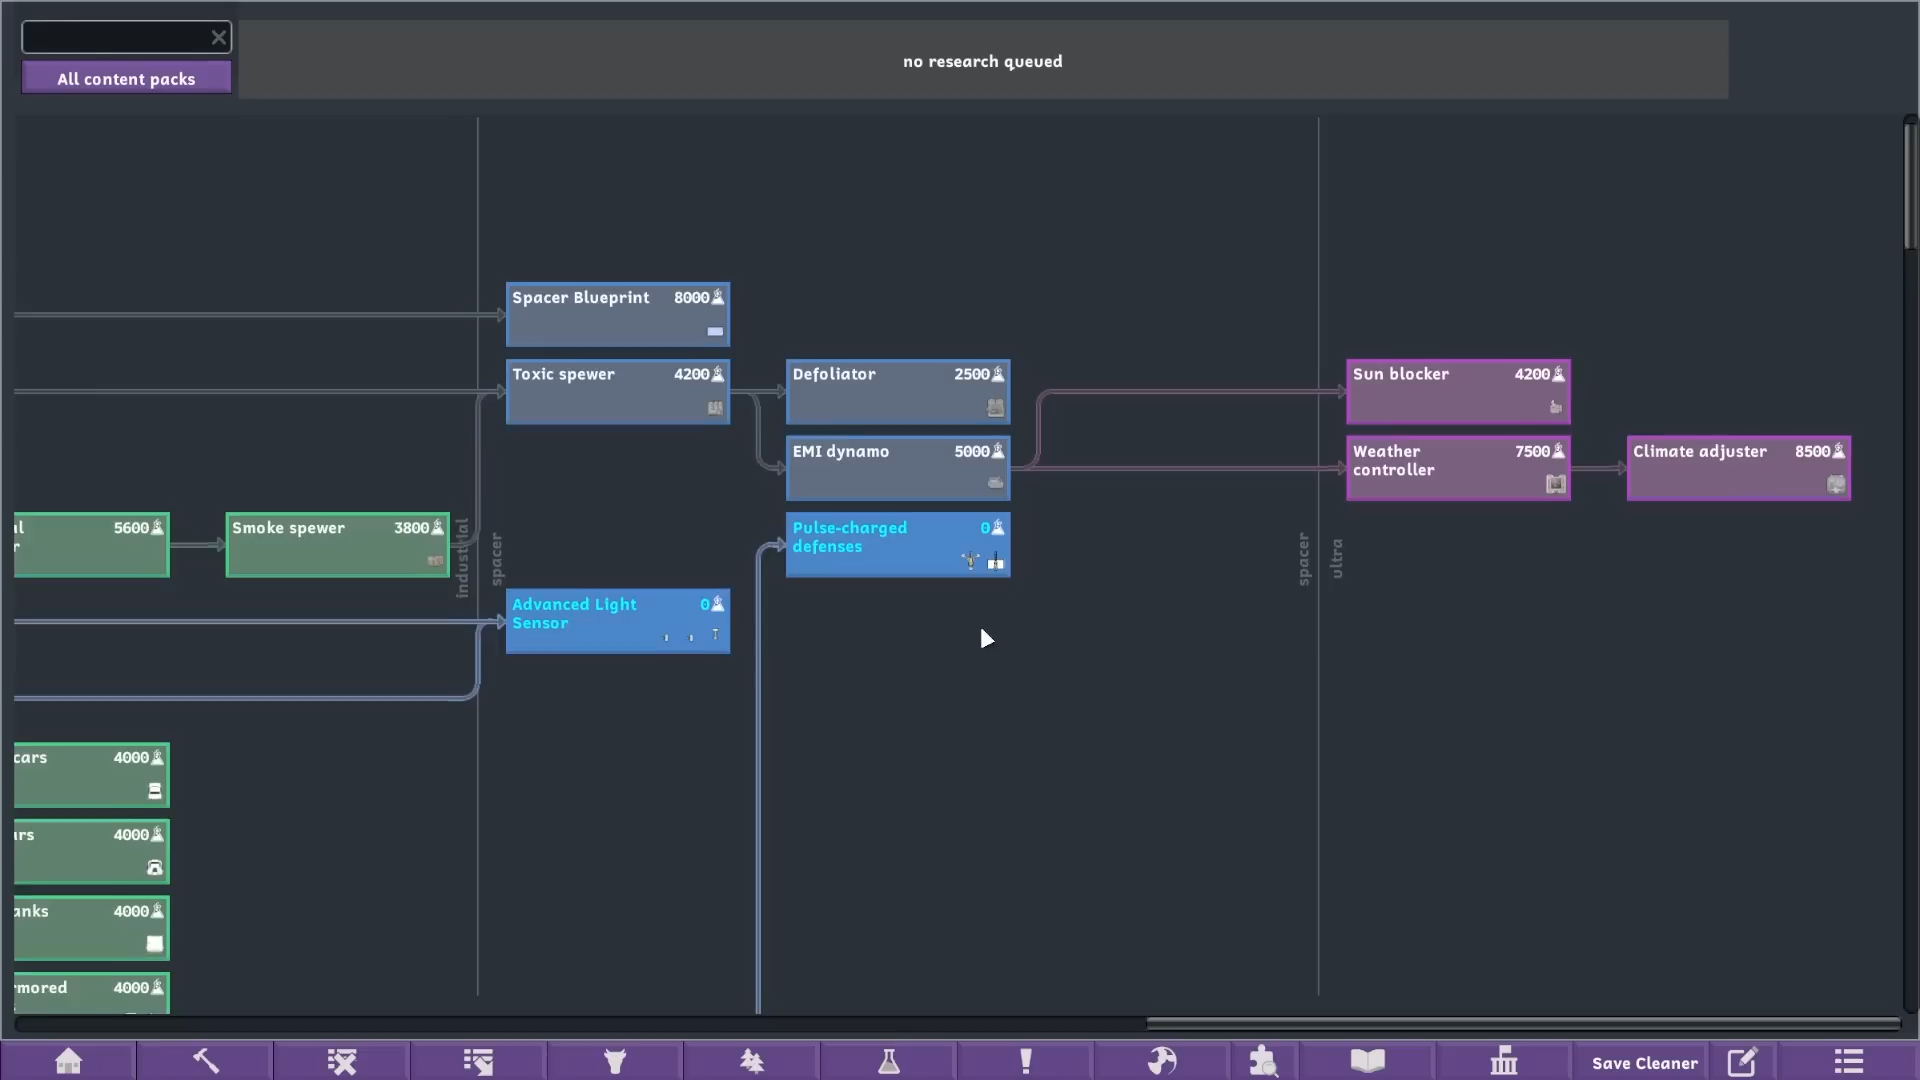 All content packs
no research queued
Spacer Blueprint 8000
Toxic spewer 4200
Defoliator 2500
Sun blocker 4200
EMI dynamo 5000
Weather controller 7500
Climate adjuster 8500
5600
Smoke spewer 3800
industrial
spacer
Pulse-charged defenses 0
spacer
ultra
Advanced Light Sensor 0
cars 4000
4000
4000
4000
Save Cleaner